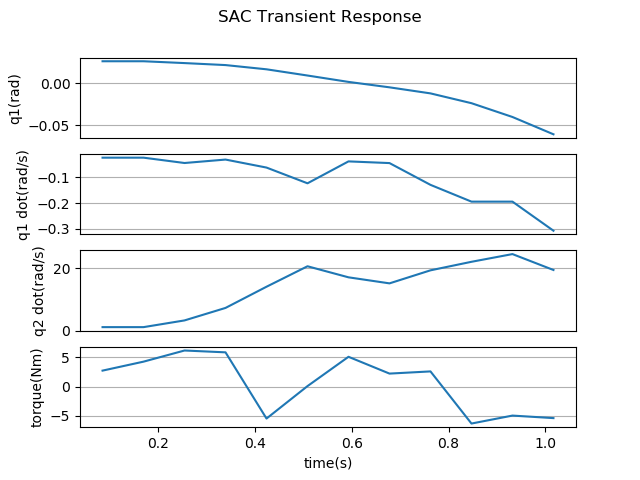 SAC Transient Response
q1(rad)
0.00
−0.05
q1 dot(rad/s)
−0.1
−0.2
−0.3
q2 dot(rad/s)
20
0
torque(Nm)
5
0
−5
0.2 0.4 0.6 0.8 1.0
time(s)